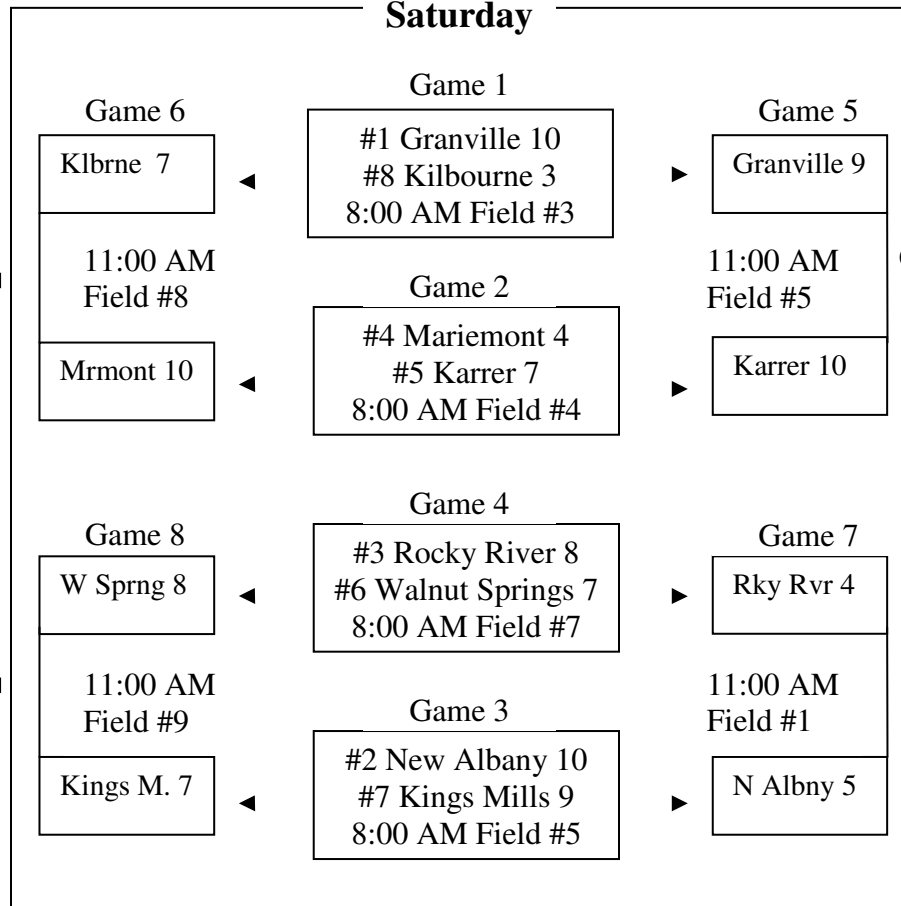 Saturday
Game 6
Klbrne 7
11:00 AM
Field #8
Mrmont 10
Game 1
#1 Granville 10
#8 Kilbourne 3
8:00 AM Field #3
Game 2
#4 Mariemont 4
#5 Karrer 7
8:00 AM Field #4
Game 5
Granville 9
11:00 AM
Field #5
Karrer 10
Game 8
W Sprng 8
11:00 AM
Field #9
Kings M. 7
Game 4
#3 Rocky River 8
#6 Walnut Springs 7
8:00 AM Field #7
Game 3
#2 New Albany 10
#7 Kings Mills 9
8:00 AM Field #5
Game 7
Rky Rvr 4
11:00 AM
Field #1
N Albny 5